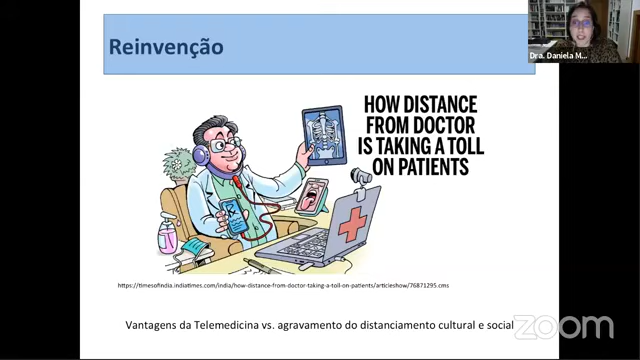 Reinvenção
Dra. Daniela M...
HOW DISTANCE
FROM DOCTOR
IS TAKING A TOLL
ON PATIENTS
https://timesofindia.indiatimes.com/india/how-distance-from-doctor-taking-a-toll-on-patients/articleshow/76871295.cms
Vantagens da Telemedicina vs. agravamento do distanciamento cultural e social
zoom